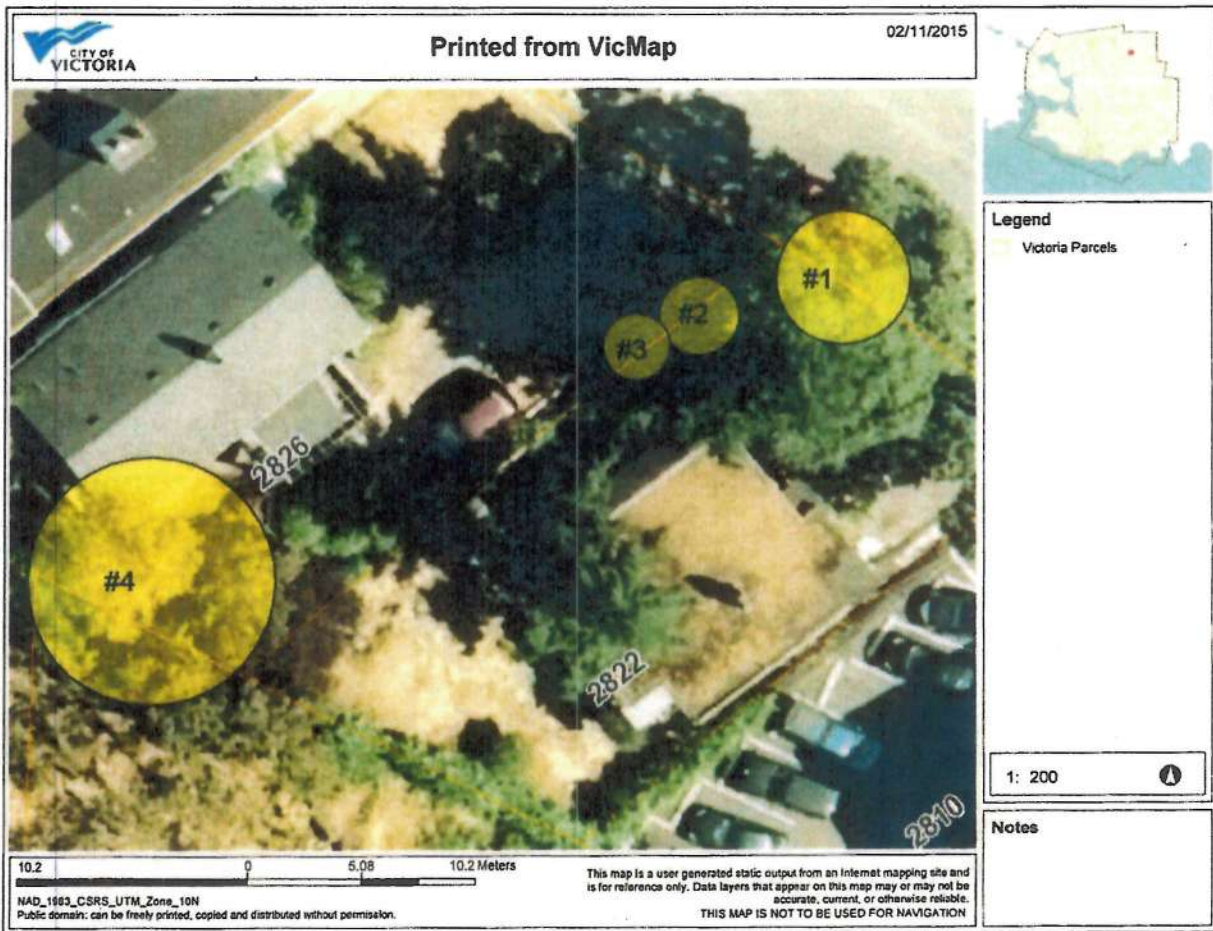 CITY OF
VICTORIA
Printed from VicMap
02/11/2015
#1
#2
#3
2826
#4
2822
2810
Legend
Victoria Parcels
1: 200
Notes
10.2 0 5.08 10.2 Meters
NAD_1983_CSRS_UTM_Zone_10N
Public domain: can be freely printed, copied and distributed without permission.
This map is a user generated static output from an Internet mapping site and
is for reference only. Data layers that appear on this map may or may not be
accurate, current, or otherwise reliable.
THIS MAP IS NOT TO BE USED FOR NAVIGATION